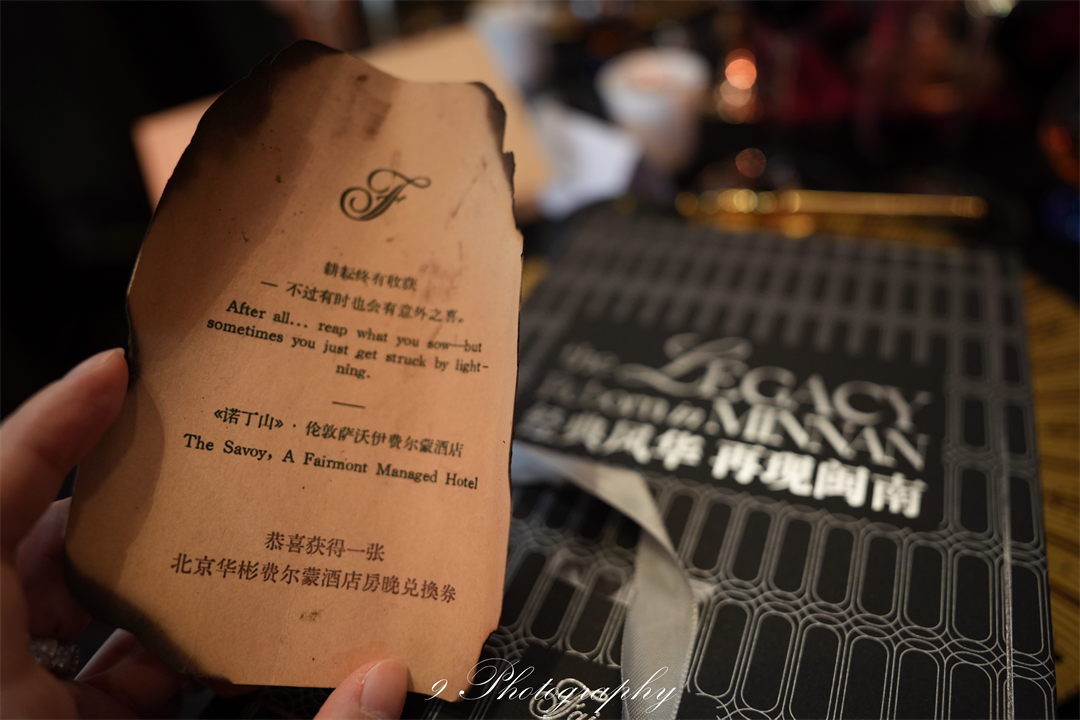 F
耕耘终有收获
— 不过有时也会有意外之喜。
After all... reap what you sow—but
sometimes you just get struck by light-
ning.
—
《诺丁山》· 伦敦萨沃伊费尔蒙酒店
The Savoy, A Fairmont Managed Hotel
恭喜获得一张
北京华彬费尔蒙酒店房晚兑换券
the LEGACY
Reborn in MINNAN
经典风华 再现闽南
9 Photography